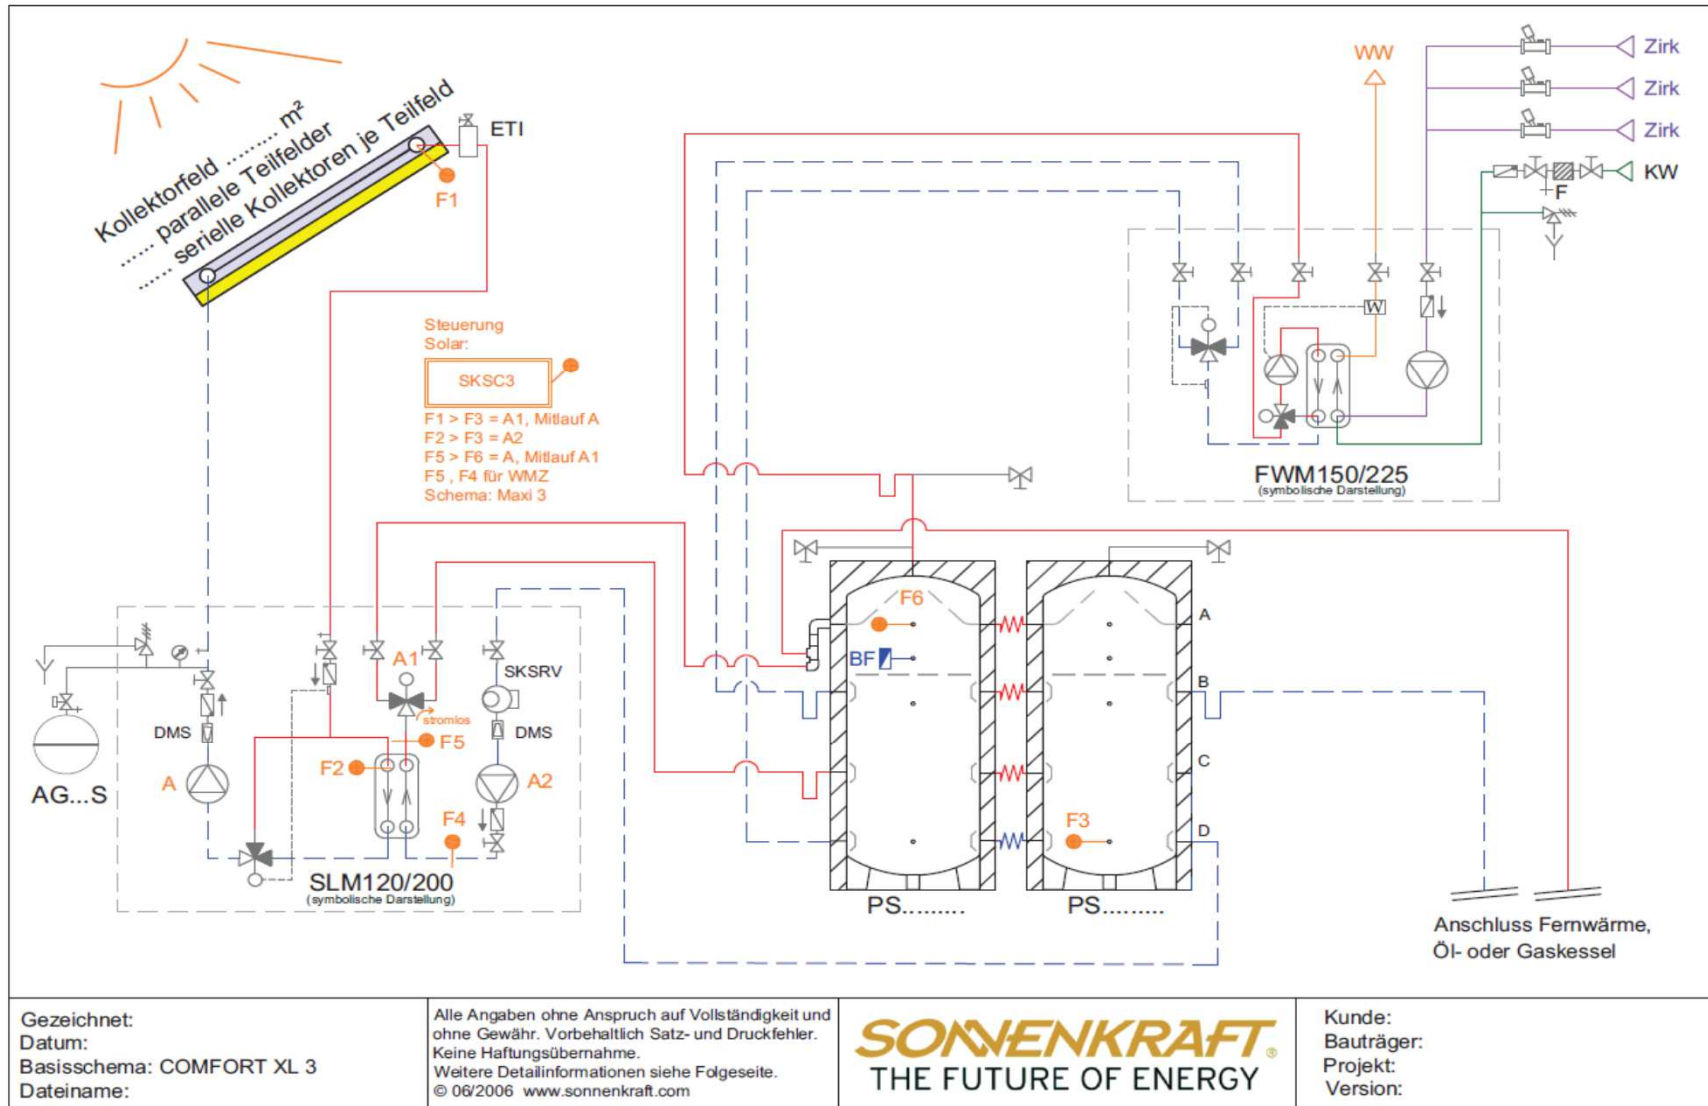 Kollektorfeld ......... m²
..... parallele Teilfelder
...... serielle Kollektoren je Teilfeld
ETI
F1
Steuerung
Solar:
SKSC3
F1 > F3 = A1, Mitlauf A
F2 > F3 = A2
F5 > F6 = A, Mitlauf A1
F5 , F4 für WMZ
Schema: Maxi 3
WW
Zirk
Zirk
Zirk
KW
F
W
FWM150/225
(symbolische Darstellung)
A1
SKSRV
stromlos
DMS
DMS
F5
F2
A
A2
F4
AG...S
SLM120/200
(symbolische Darstellung)
F6
BF
F3
A
B
C
D
PS.........
PS.........
Anschluss Fernwärme,
Öl- oder Gaskessel
Gezeichnet:
Datum:
Basisschema: COMFORT XL 3
Dateiname:
Alle Angaben ohne Anspruch auf Vollständigkeit und
ohne Gewähr. Vorbehaltlich Satz- und Druckfehler.
Keine Haftungsübernahme.
Weitere Detailinformationen siehe Folgeseite.
© 06/2006 www.sonnenkraft.com
SONNENKRAFT®
THE FUTURE OF ENERGY
Kunde:
Bauträger:
Projekt:
Version: